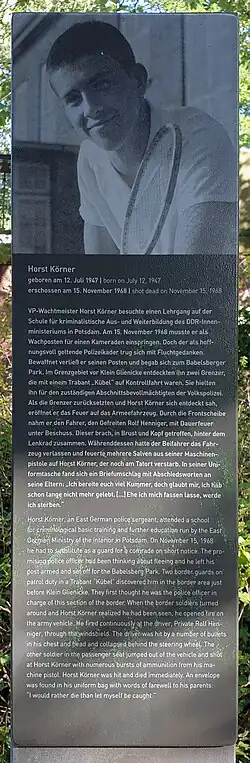 Horst Körner
geboren am 12. Juli 1947 | born on July 12, 1947
erschossen am 15. November 1968 | shot dead on November 15, 1968
VP-Wachtmeister Horst Körner besuchte einen Lehrgang auf der
Schule für kriminalistische Aus- und Weiterbildung des DDR-Innen-
ministeriums in Potsdam. Am 15. November 1968 musste er als
Wachposten für einen Kameraden einspringen. Doch der als hoff-
nungsvoll geltende Polizeikader trug sich mit Fluchtgedanken.
Bewaffnet verließ er seinen Posten und begab sich zum Babelsberger
Park. Im Grenzgebiet vor Klein Glienicke entdeckten ihn zwei Grenzer,
die mit einem Trabant „Kübel“ auf Kontrollfahrt waren. Sie hielten
ihn für den zuständigen Abschnittsbevollmächtigten der Volkspolizei.
Als die Grenzer zurücksetzten und Horst Körner sich entdeckt sah,
eröffnet er das Feuer auf das Armeefahrzeug. Durch die Frontscheibe
nahm er den Fahrer, den Gefreiten Rolf Henniger, mit Dauerfeuer
unter Beschuss. Dieser brach, in Brust und Kopf getroffen, hinter dem
Lenkrad zusammen. Währenddessen hatte der Beifahrer das Fahr-
zeug verlassen und feuerte mehrere Salven aus seiner Maschinen-
pistole auf Horst Körner, der noch am Tatort verstarb. In seiner Uni-
formtasche fand sich ein Briefumschlag mit Abschiedsworten an
seine Eltern: „Ich bereite euch viel Kummer, doch glaubt mir, ich hab
schon lange nicht mehr gelebt. [...] Ehe ich mich fassen lasse, werde
ich sterben.“
Horst Körner, an East German police sergeant, attended a school
for criminological basic training and further education run by the East
German Ministry of the Interior in Potsdam. On November 15, 1968
he had to substitute as a guard for a comrade on short notice. The pro-
mising police officer had been thinking about fleeing and he left his
post armed and set off for the Babelsberg Park. Two border guards on
patrol duty in a Trabant “Kübel” discovered him in the border area just
before Klein Glienicke. They first thought he was the police officer in
charge of this section of the border. When the border soldiers turned
around and Horst Körner realized he had been seen, he opened fire on
the army vehicle. He fired continuously at the driver, Private Rolf Hen-
niger, through the windshield. The driver was hit by a number of bullets
in his chest and head and collapsed behind the steering wheel. The
other soldier in the passenger seat jumped out of the vehicle and shot
at Horst Körner with numerous bursts of ammunition from his ma-
chine pistol. Horst Körner was hit and died immediately. An envelope
was found in his uniform bag with words of farewell to his parents:
“I would rather die than let myself be caught.”